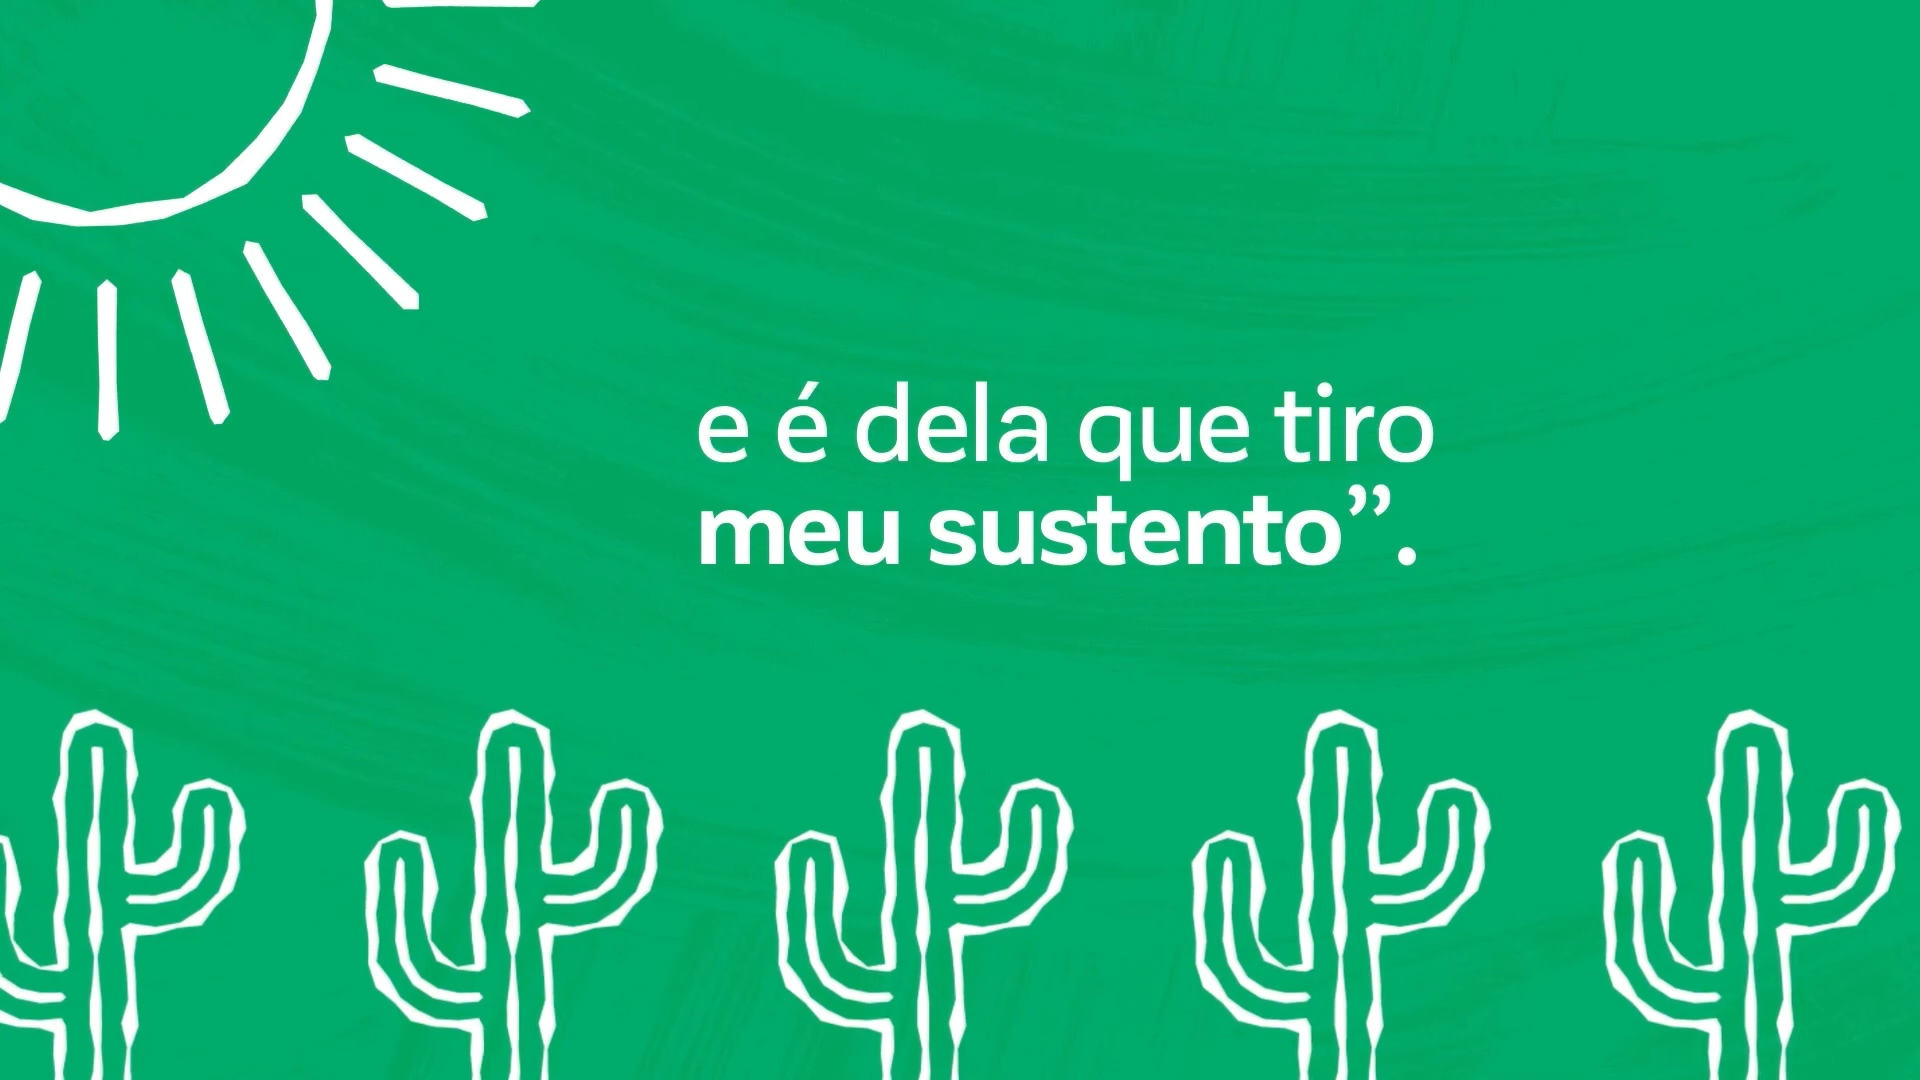 e é dela que tiro
meu sustento”.